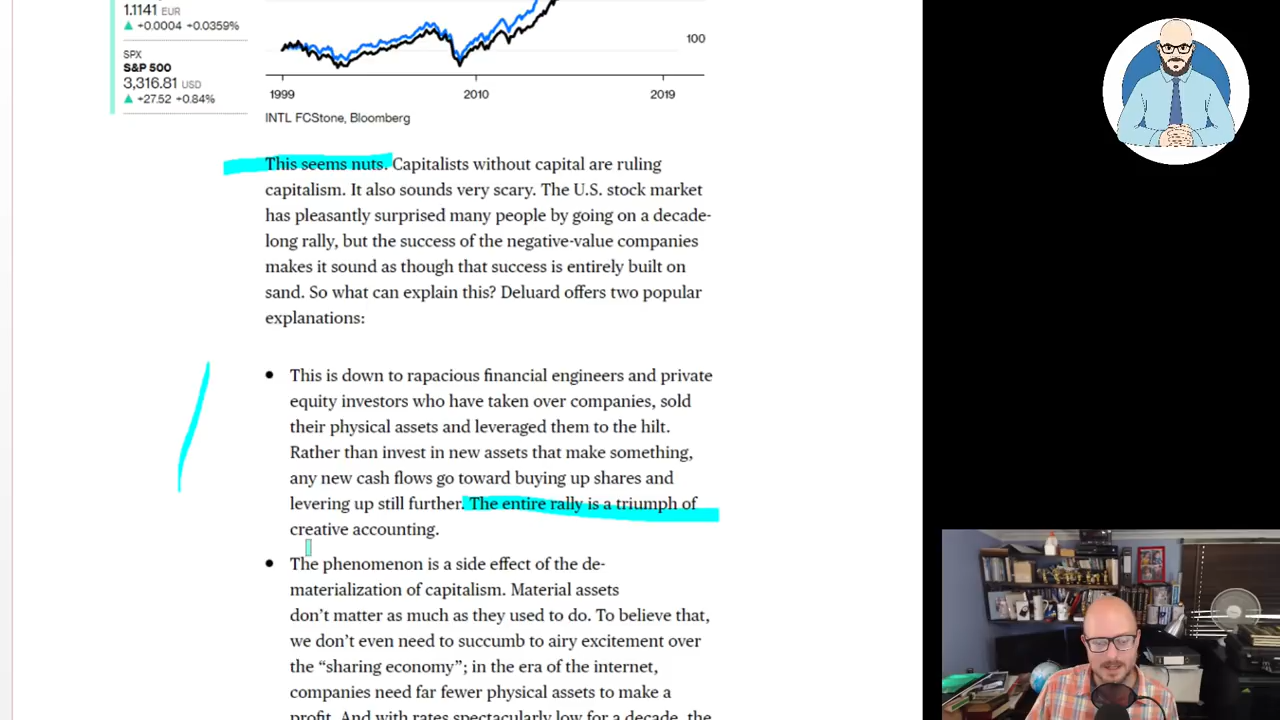 1.1141 EUR
+0.0004 +0.0359%
SPX
S&P 500
3,316.81 USD
+27.52 +0.84%
100
1999
2010
2019
INTL FCStone, Bloomberg
This seems nuts. Capitalists without capital are ruling
capitalism. It also sounds very scary. The U.S. stock market
has pleasantly surprised many people by going on a decade-
long rally, but the success of the negative-value companies
makes it sound as though that success is entirely built on
sand. So what can explain this? Deluard offers two popular
explanations:
• This is down to rapacious financial engineers and private
equity investors who have taken over companies, sold
their physical assets and leveraged them to the hilt.
Rather than invest in new assets that make something,
any new cash flows go toward buying up shares and
levering up still further. The entire rally is a triumph of
creative accounting.
• The phenomenon is a side effect of the de-
materialization of capitalism. Material assets
don't matter as much as they used to do. To believe that,
we don't even need to succumb to airy excitement over
the “sharing economy”; in the era of the internet,
companies need far fewer physical assets to make a
profit. And with rates spectacularly low for a decade, the